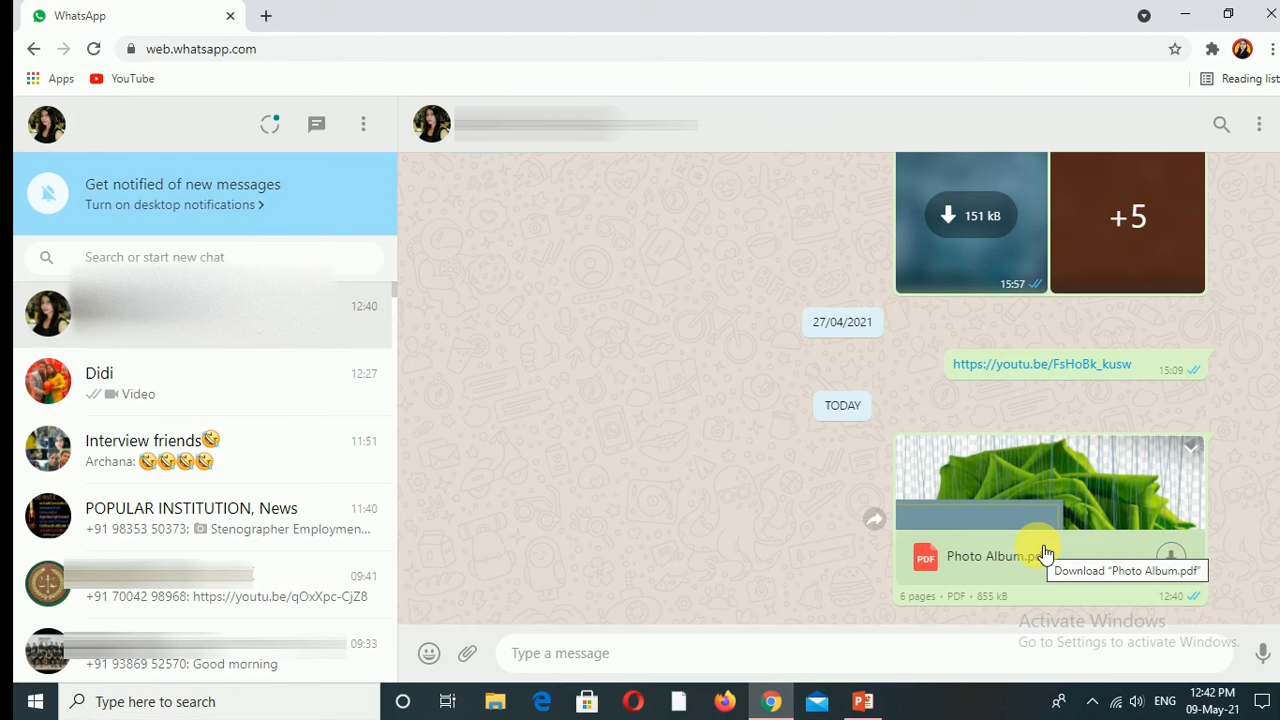 WhatsApp
web.whatsapp.com
Apps
YouTube
Reading list
Get notified of new messages
Turn on desktop notifications >
Search or start new chat
12:40
Didi
12:27
Video
Interview friends🤣
11:51
Archana: 🤣🤣🤣🤣
POPULAR INSTITUTION, News
11:40
+91 98355 50373: Stenographer Employmen...
09:41
+91 70042 98968: https://youtu.be/qOxXpc-CjZ8
09:33
+91 93869 52570: Good morning
151 kB
+5
15:57
27/04/2021
https://youtu.be/FsHoBk_kusw
15:09
TODAY
PDF
Photo Album.p
Download "Photo Album.pdf"
6 pages • PDF • 855 kB
12:40
Activate Windows
Go to Settings to activate Windows.
Type a message
Type here to search
ENG
12:42 PM
09-May-21